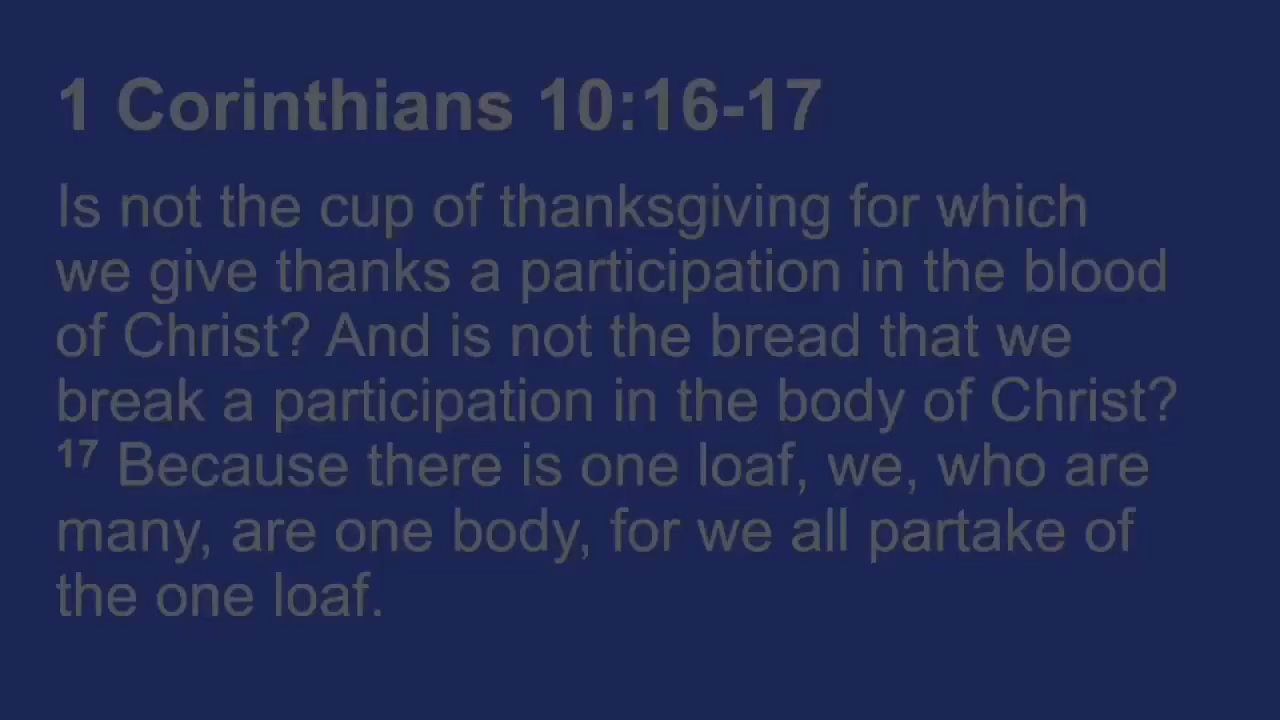 1 Corinthians 10:16-17
Is not the cup of thanksgiving for which
we give thanks a participation in the blood
of Christ? And is not the bread that we
break a participation in the body of Christ?
17 Because there is one loaf, we, who are
many, are one body, for we all partake of
the one loaf.